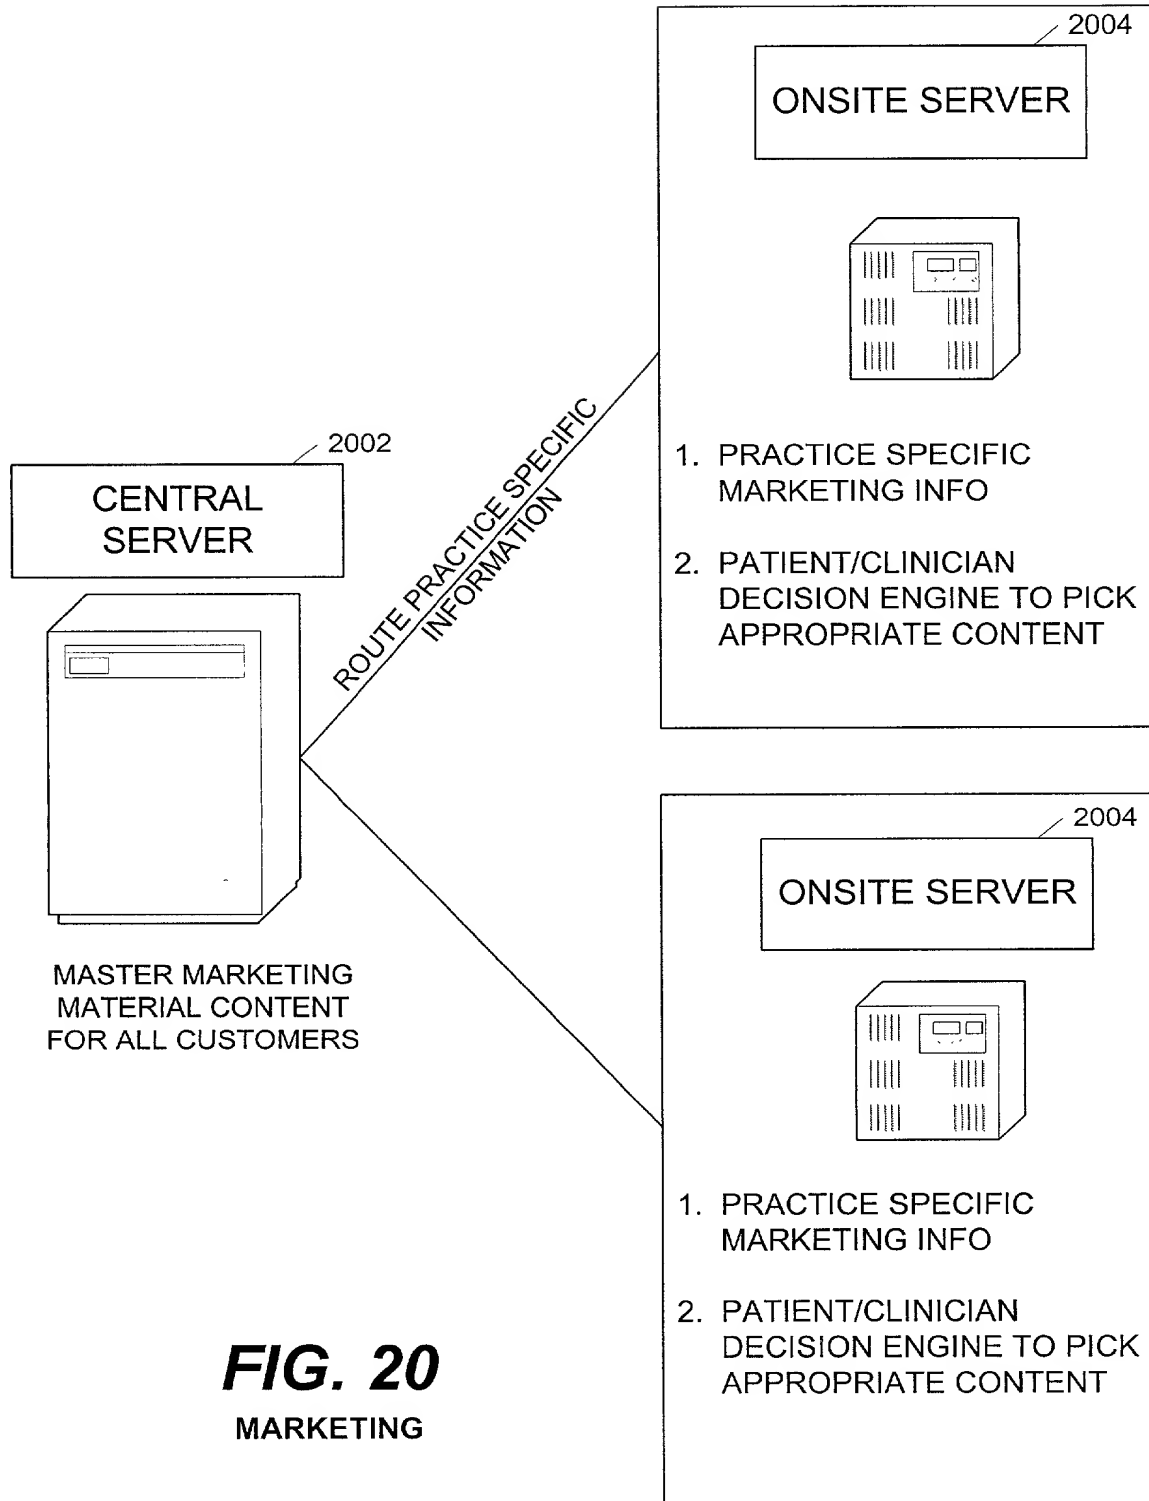 2004
ONSITE SERVER
1. PRACTICE SPECIFIC
MARKETING INFO
2. PATIENT/CLINICIAN
DECISION ENGINE TO PICK
APPROPRIATE CONTENT
2002
CENTRAL
SERVER
ROUTE PRACTICE SPECIFIC
INFORMATION
MASTER MARKETING
MATERIAL CONTENT
FOR ALL CUSTOMERS
2004
ONSITE SERVER
1. PRACTICE SPECIFIC
MARKETING INFO
2. PATIENT/CLINICIAN
DECISION ENGINE TO PICK
APPROPRIATE CONTENT
FIG. 20
MARKETING